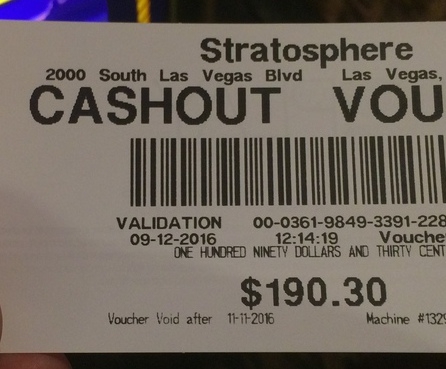 Stratosphere
2000 South Las Vegas Blvd Las Vegas,
CASHOUT VOU
VALIDATION 00-0361-9849-3391-228
09-12-2016 12:14:19 Vouche
ONE HUNDRED NINETY DOLLARS AND THIRTY CENT
$190.30
Voucher Void after 11-11-2016 Machine #1329